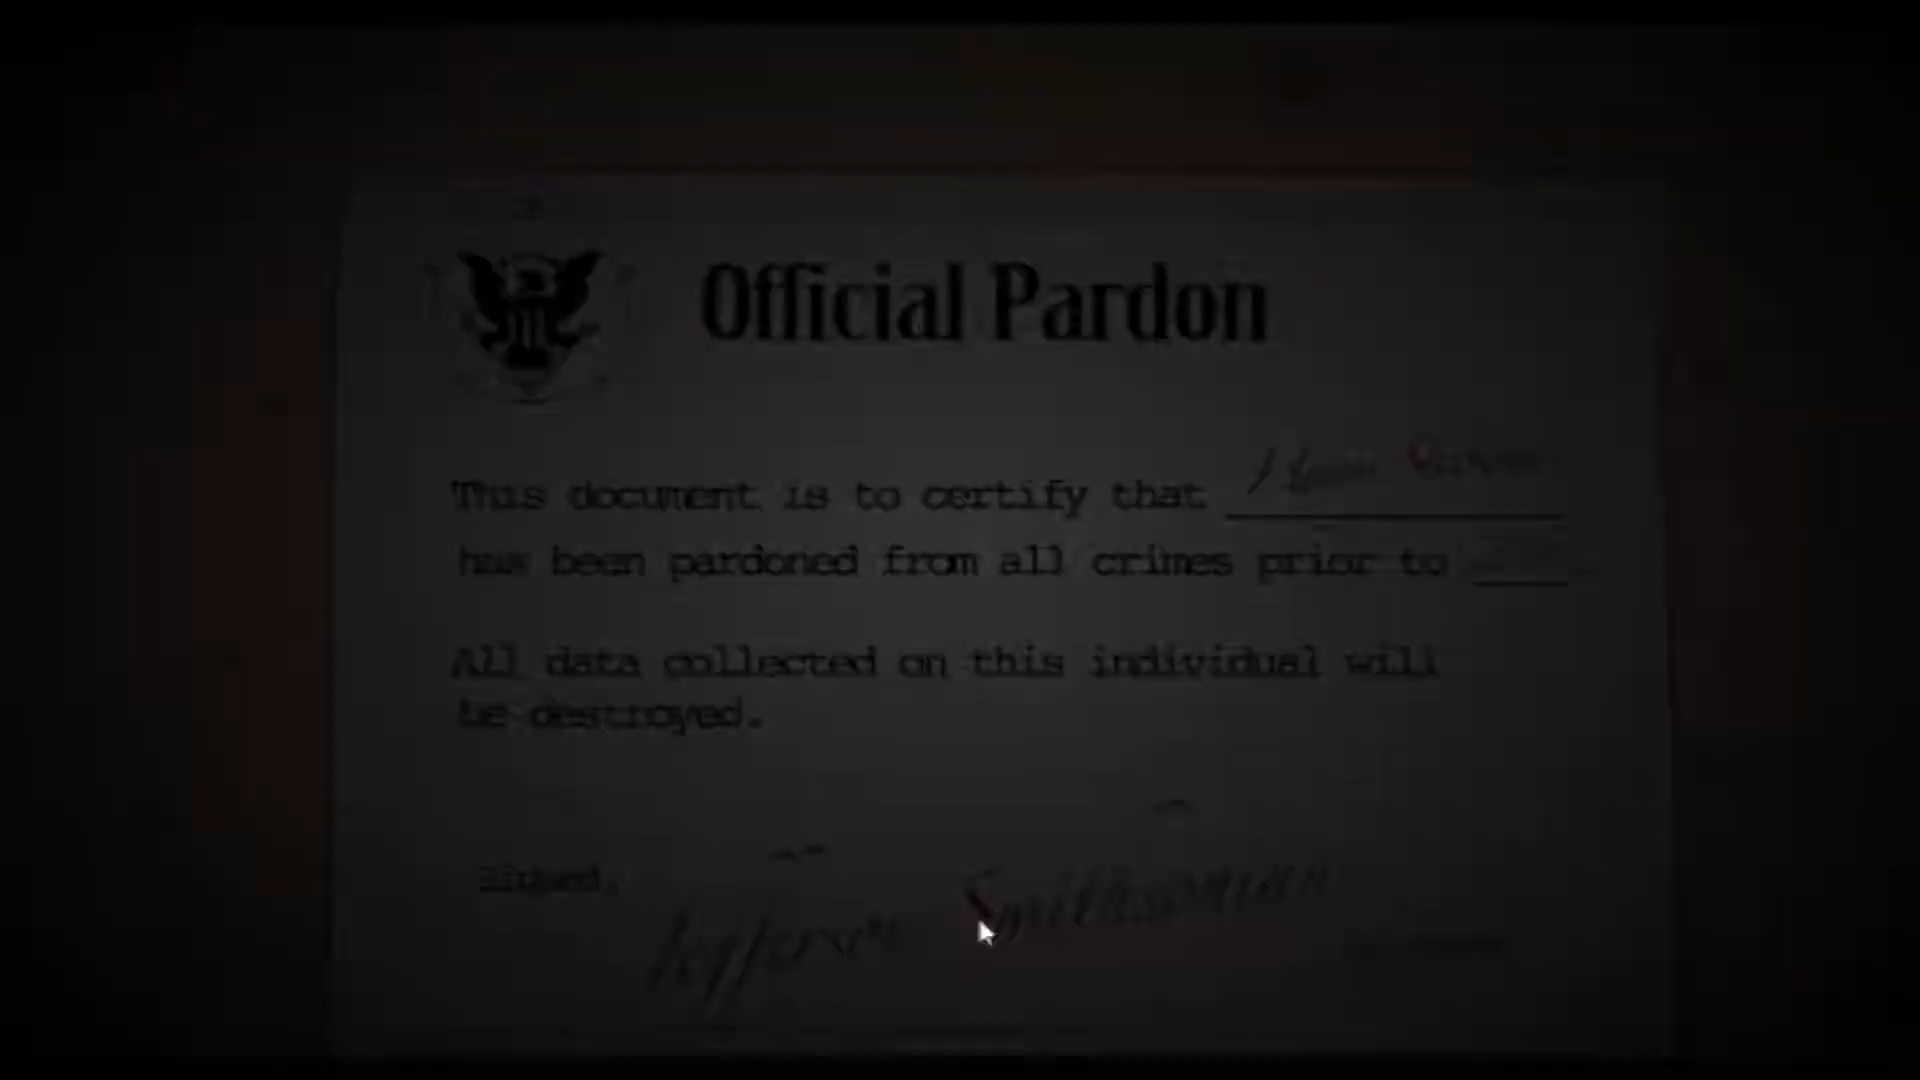 Official Pardon
This document is to certify that
has been pardoned from all crimes prior to
All data collected on this individual will
be destroyed.
Signed,
Smithsonian